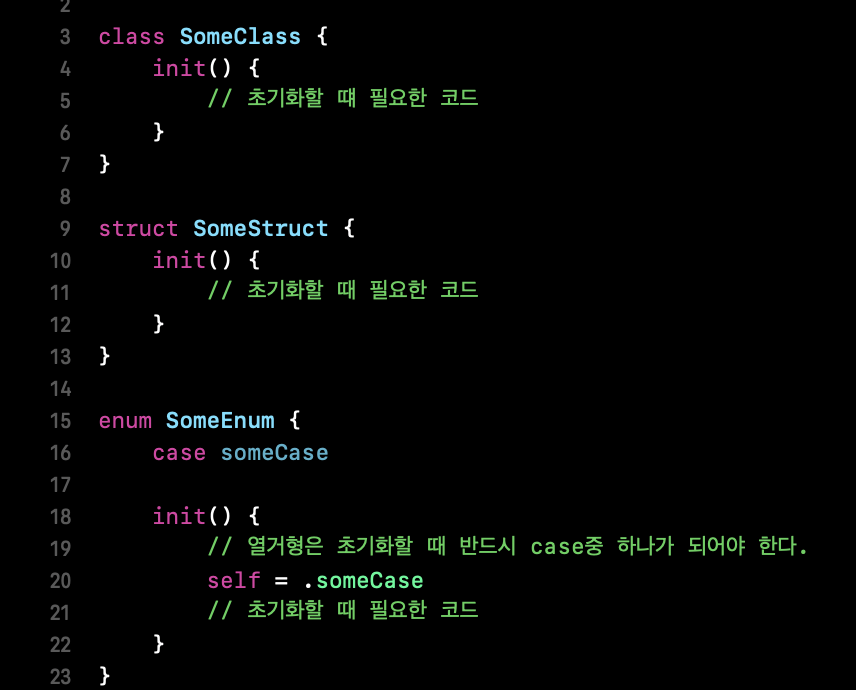 2
3 class SomeClass {
4 init() {
5 // 초기화할 떄 필요한 코드
6 }
7 }
8
9 struct SomeStruct {
10 init() {
11 // 초기화할 때 필요한 코드
12 }
13 }
14
15 enum SomeEnum {
16 case someCase
17
18 init() {
19 // 열거형은 초기화할 때 반드시 case중 하나가 되어야 한다.
20 self = .someCase
21 // 초기화할 때 필요한 코드
22 }
23 }